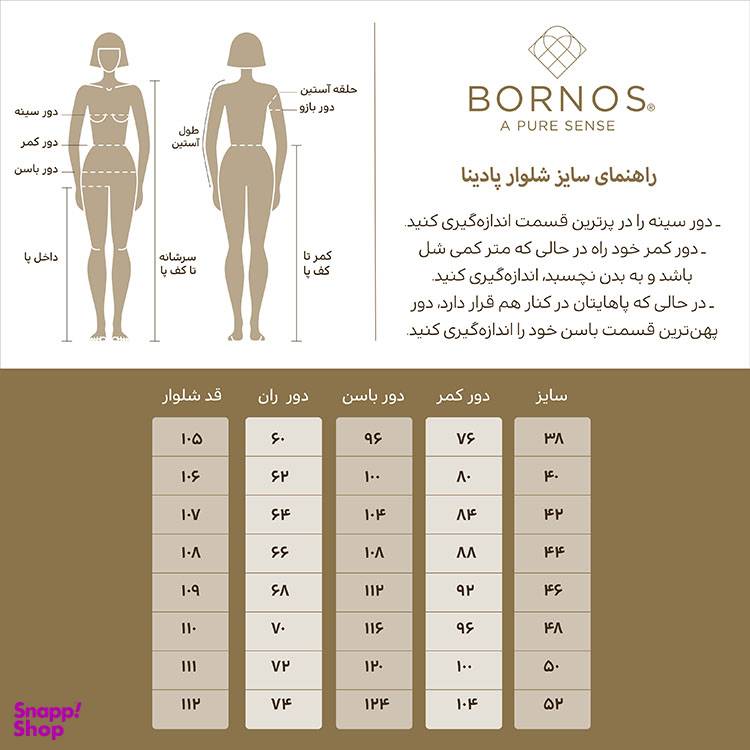 BORNOS®
A PURE SENSE
راهنمای سایز شلوار پادینا
ـ دور سینه را در پرترین قسمت اندازه‌گیری کنید.
ـ دور کمر خود راه در حالی که متر کمی شل
باشد و به بدن نچسبد، اندازه‌گیری کنید.
ـ در حالی که پاهایتان در کنار هم قرار دارد، دور
پهن‌ترین قسمت باسن خود را اندازه‌گیری کنید.
حلقه آستین
دور بازو
طول
آستین
کمر تا
کف پا
دور سینه
دور کمر
دور باسن
سرشانه
تا کف پا
داخل پا
سایز دور کمر دور باسن دور ران قد شلوار
۳۸ ۷۶ ۹۶ ۶۰ ۱۰۵
۴۰ ۸۰ ۱۰۰ ۶۲ ۱۰۶
۴۲ ۸۴ ۱۰۴ ۶۴ ۱۰۷
۴۴ ۸۸ ۱۰۸ ۶۶ ۱۰۸
۴۶ ۹۲ ۱۱۲ ۶۸ ۱۰۹
۴۸ ۹۶ ۱۱۶ ۷۰ ۱۱۰
۵۰ ۱۰۰ ۱۲۰ ۷۲ ۱۱۱
۵۲ ۱۰۴ ۱۲۴ ۷۴ ۱۱۲
Snapp!
Shop